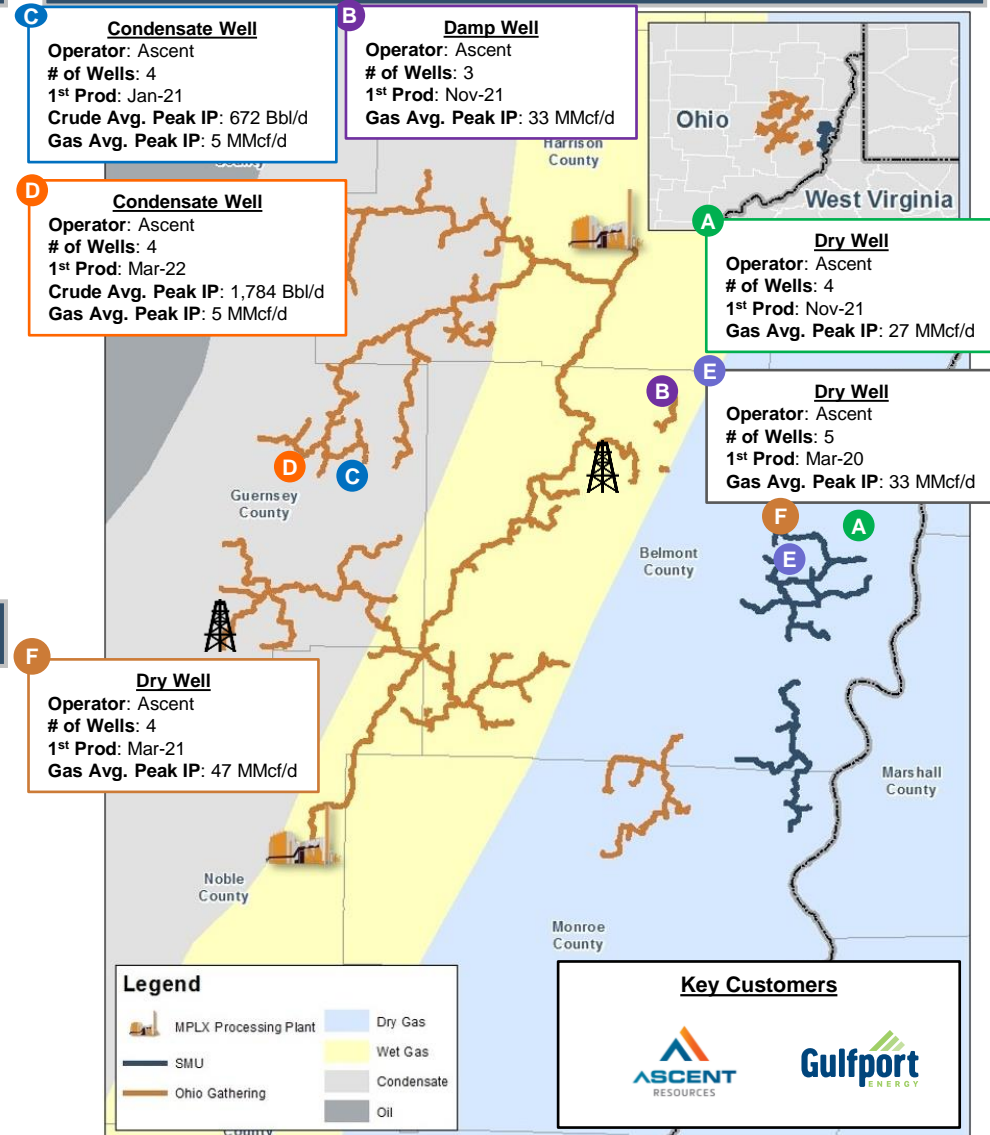 C
Condensate Well
Operator: Ascent
# of Wells: 4
1st Prod: Jan-21
Crude Avg. Peak IP: 672 Bbl/d
Gas Avg. Peak IP: 5 MMcf/d
B
Damp Well
Operator: Ascent
# of Wells: 3
1st Prod: Nov-21
Gas Avg. Peak IP: 33 MMcf/d
Ohio
West Virginia
Harrison
County
D
Condensate Well
Operator: Ascent
# of Wells: 4
1st Prod: Mar-22
Crude Avg. Peak IP: 1,784 Bbl/d
Gas Avg. Peak IP: 5 MMcf/d
A
Dry Well
Operator: Ascent
# of Wells: 4
1st Prod: Nov-21
Gas Avg. Peak IP: 27 MMcf/d
E
Dry Well
Operator: Ascent
# of Wells: 5
1st Prod: Mar-20
Gas Avg. Peak IP: 33 MMcf/d
B
D
C
Guernsey
County
F
A
E
Belmont
County
F
Dry Well
Operator: Ascent
# of Wells: 4
1st Prod: Mar-21
Gas Avg. Peak IP: 47 MMcf/d
Marshall
County
Noble
County
Monroe
County
Legend
MPLX Processing Plant
SMU
Ohio Gathering
Dry Gas
Wet Gas
Condensate
Oil
Key Customers
ASCENT
RESOURCES
Gulfport
ENERGY
County